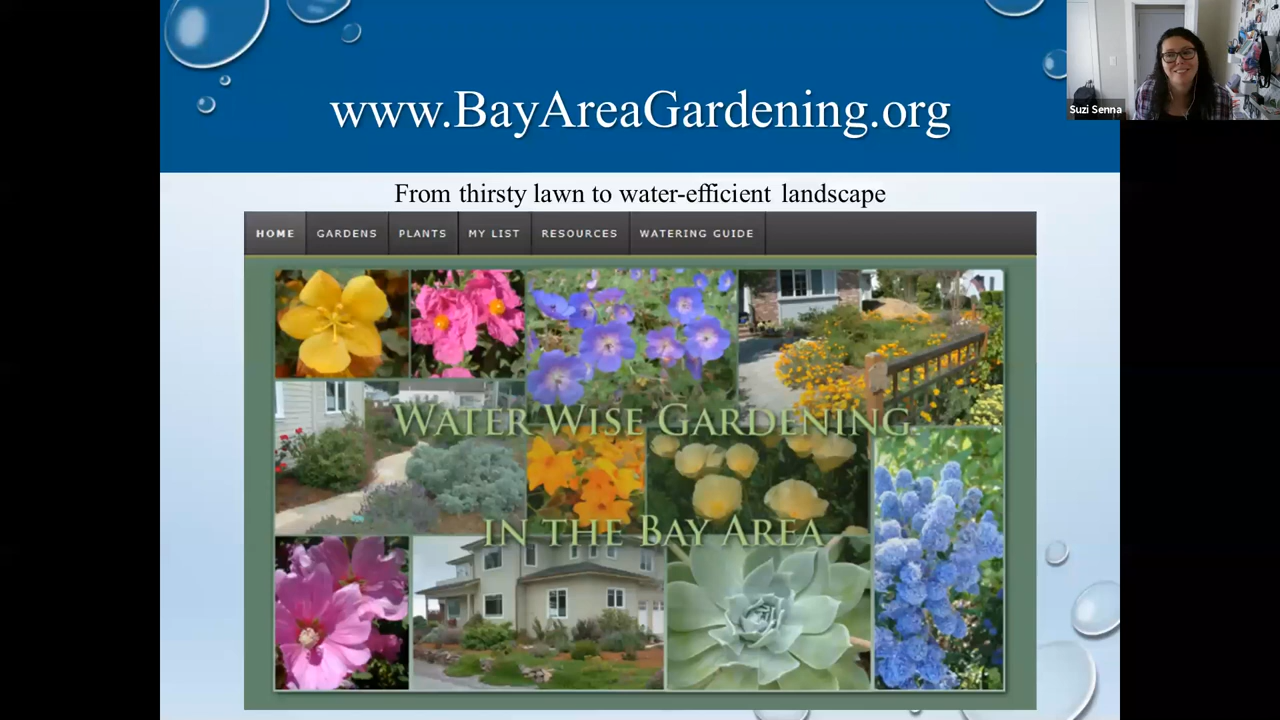 www.BayAreaGardening.org
Suzi Senna
From thirsty lawn to water-efficient landscape
HOME GARDENS PLANTS MY LIST RESOURCES WATERING GUIDE
WATER WISE GARDENING
IN THE BAY AREA